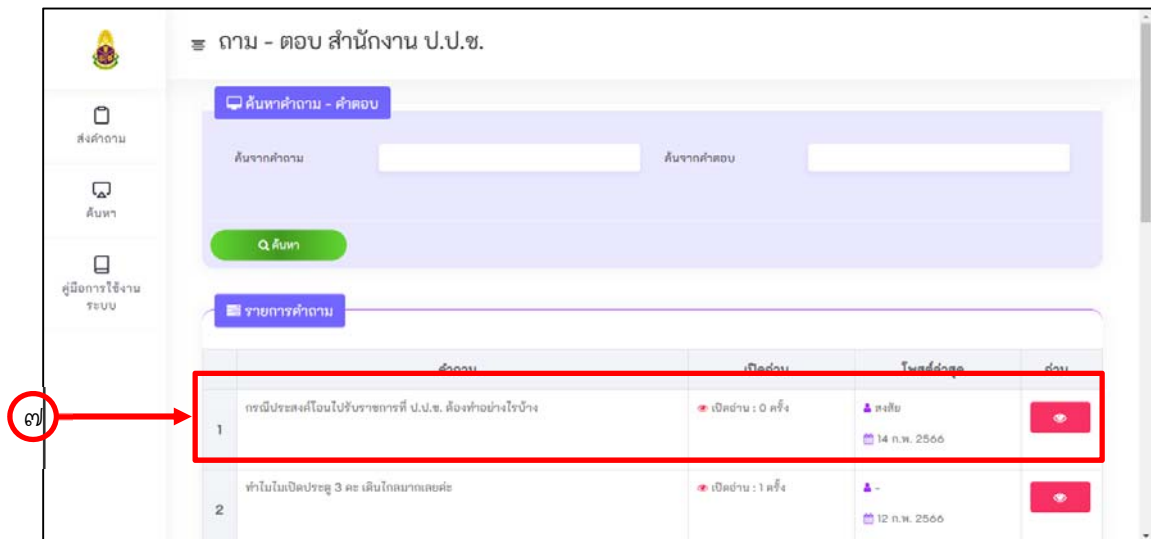 ถาม - ตอบ สำนักงาน ป.ป.ช.
ค้นหาคำถาม - คำตอบ
ส่งคำถาม
ค้นจากคำถาม
ค้นจากคำตอบ
ค้นหา
ค้นหา
คู่มือการใช้งาน
ระบบ
รายการคำถาม
คำถาม เปิดอ่าน โพสต์ล่าสุด อ่าน
๗
1 กรณีประสงค์โอนไปรับราชการที่ ป.ป.ช. ต้องทำอย่างไรบ้าง เปิดอ่าน : 0 ครั้ง สงสัย
14 ก.พ. 2566
2 ทำไมไมเปิดประตู 3 คะ เดินไกลมากเลยค่ะ เปิดอ่าน : 1 ครั้ง -
12 ก.พ. 2566